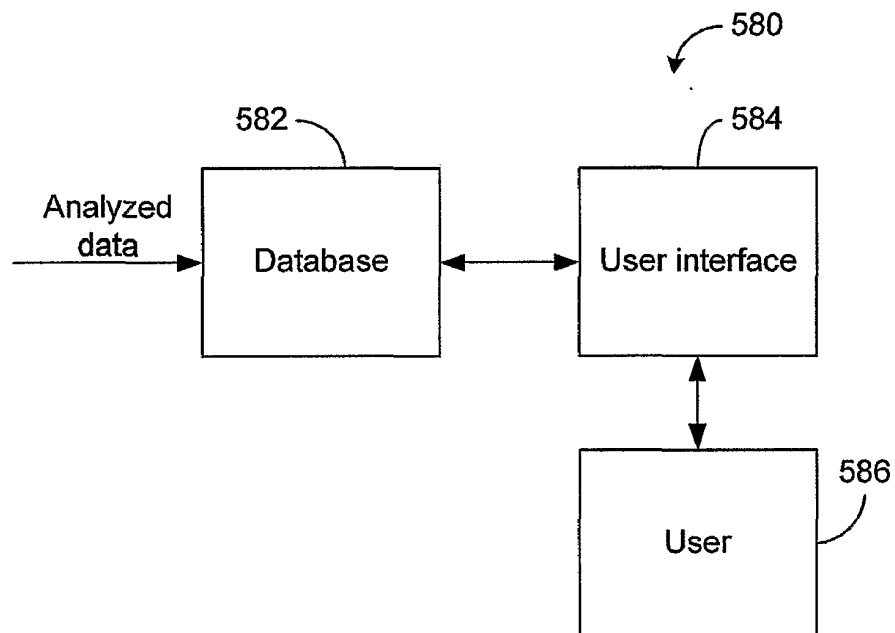 580
582
584
Analyzed
data
Database
User interface
586
User